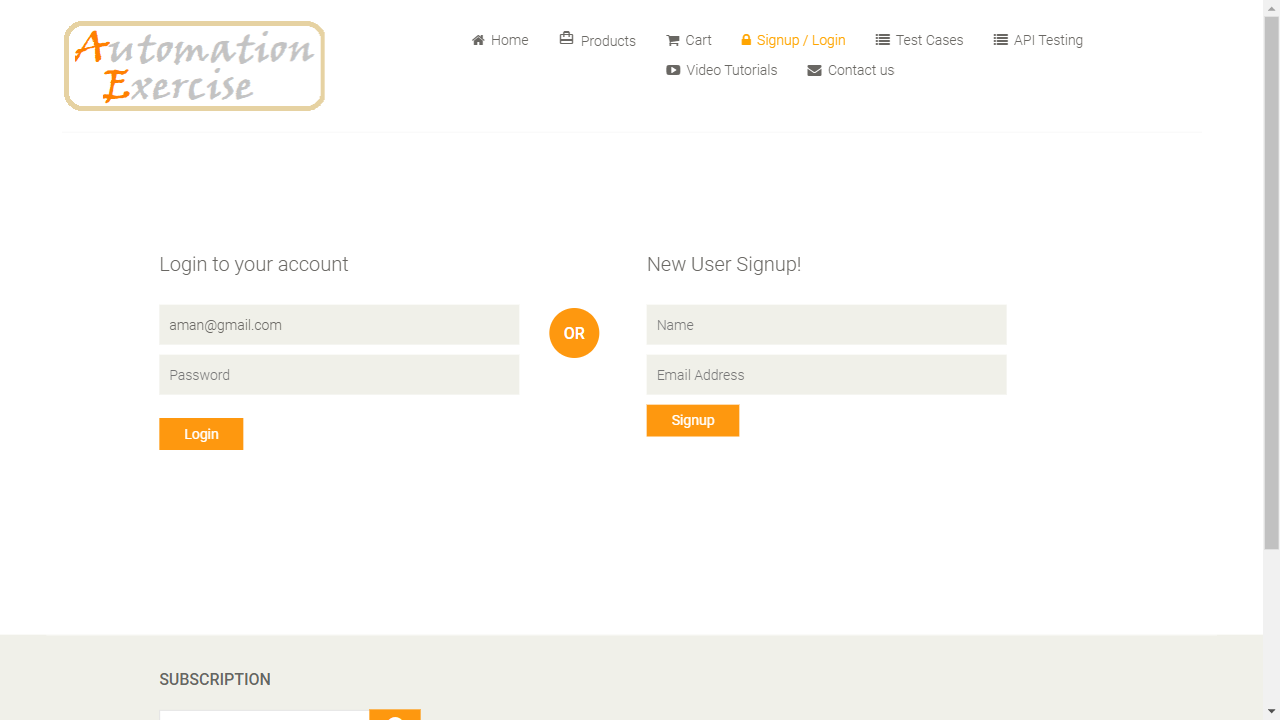 Automation
Exercise
Home Products Cart Signup / Login Test Cases API Testing
Video Tutorials Contact us
Login to your account
aman@gmail.com
Password
Login
OR
New User Signup!
Name
Email Address
Signup
SUBSCRIPTION